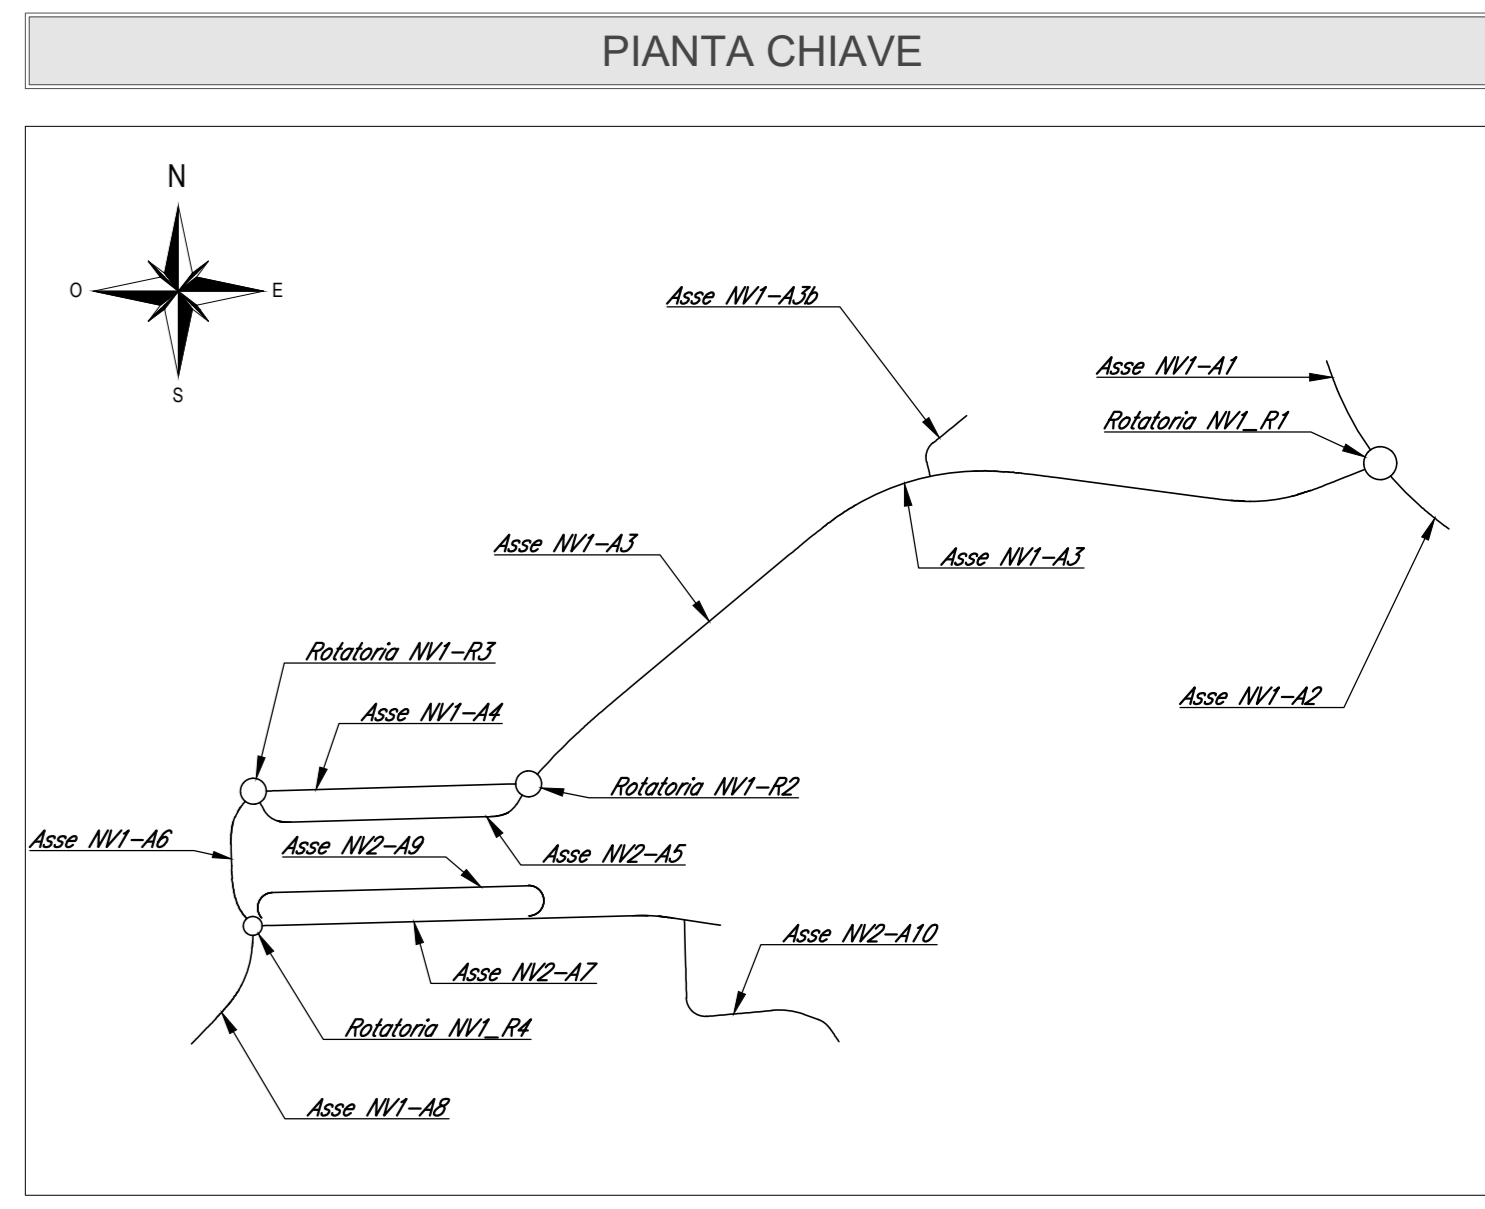 PIANTA CHIAVE
N
O
E
S
Asse NV1-A3b
Asse NV1-A1
Rotatoria NV1_R1
Asse NV1-A3
Asse NV1-A3
Rotatoria NV1-R3
Asse NV1-A2
Asse NV1-A4
Rotatoria NV1-R2
Asse NV1-A6
Asse NV2-A9
Asse NV2-A5
Asse NV2-A10
Asse NV2-A7
Rotatoria NV1_R4
Asse NV1-A8